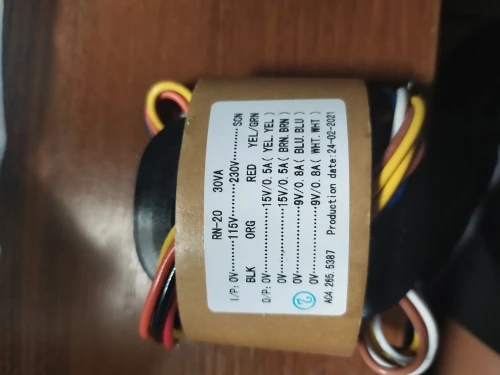 RN-20 30VA
I/P: 0V········115V········230V········SCN
BLK ORG RED YEL/GRN
O/P: 0V················15V/0.5A( YEL.YEL )
0V················15V/0.5A( BRN.BRN )
0V················9V/0.8A( BLU.BLU )
0V················9V/0.8A( WHT.WHT )
2
AC4 265 5387 Production date:24-02-2021